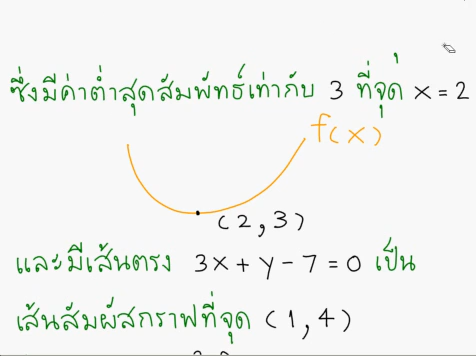 ซึ่งมีค่าต่ำสุดสัมพัทธ์เท่ากับ 3 ที่จุด x = 2
f(x)
(2,3)
และมีเส้นตรง 3x + y - 7 = 0 เป็น
เส้นสัมผัสกราฟที่จุด (1,4)